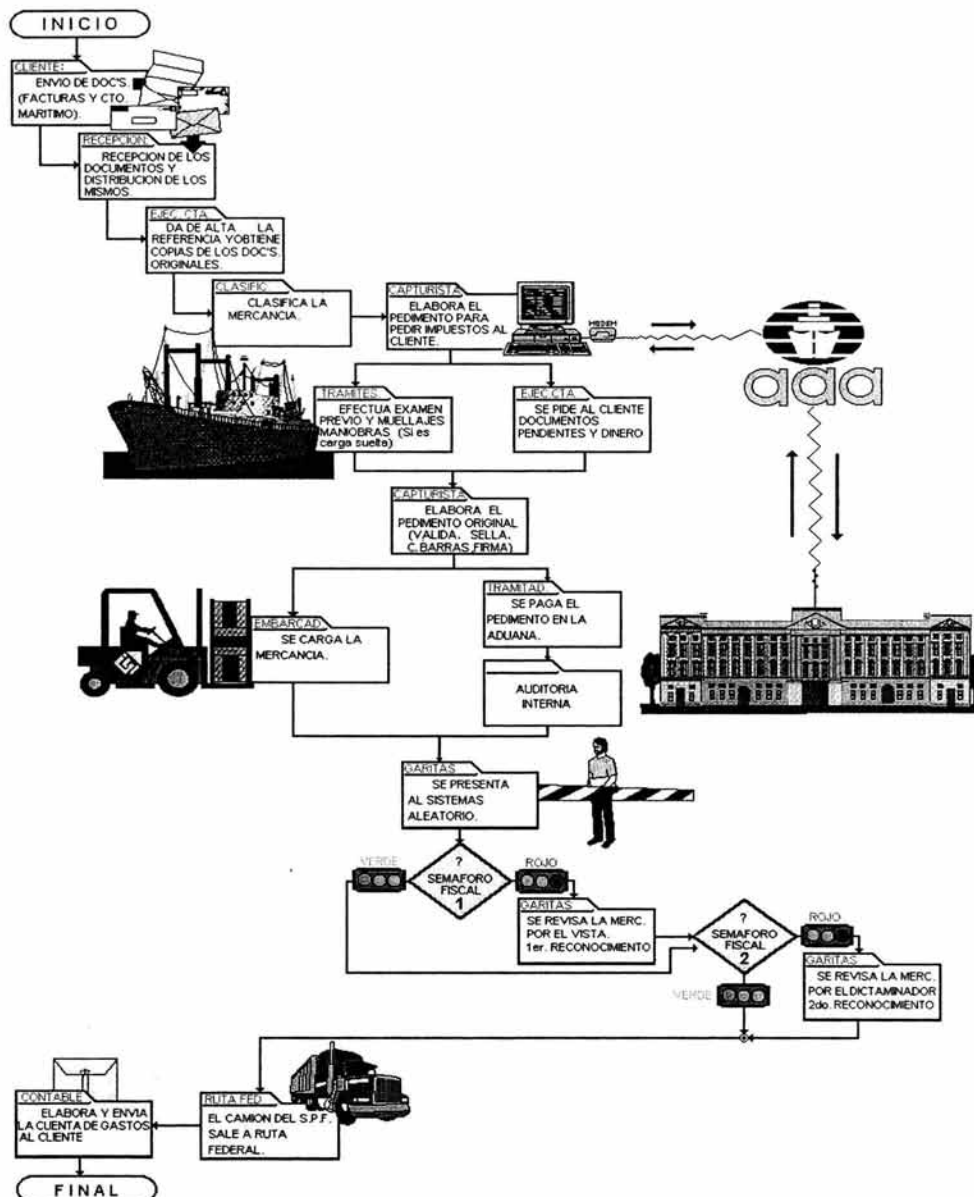 INICIO
CLIENTE:
ENVIO DE DOC'S.
(FACTURAS Y CTO.
MARITIMO).
RECEPCION:
RECEPCION DE LOS
DOCUMENTOS Y
DISTRIBUCION DE LOS
MISMOS.
EJEC.CTA.
DA DE ALTA LA
REFERENCIA YOBTIENE
COPIAS DE LOS DOC'S.
ORIGINALES.
CLASIFIC.
CLASIFICA LA
MERCANCIA.
CAPTURISTA
ELABORA EL
PEDIMENTO PARA
PEDIR IMPUESTOS AL
CLIENTE.
MODEM
aaa
TRAMITES.
EFECTUA EXAMEN
PREVIO Y MUELLAJES
MANIOBRAS (Si es
carga suelta)
EJEC.CTA.
SE PIDE AL CLIENTE
DOCUMENTOS
PENDIENTES Y DINERO
CAPTURISTA
ELABORA EL
PEDIMENTO ORIGINAL
(VALIDA, SELLA,
C.BARRAS,FIRMA)
EMBARCAD.
SE CARGA LA
MERCANCIA.
TRAMITAD.
SE PAGA EL
PEDIMENTO EN LA
ADUANA.
AUDITORIA
INTERNA
GARITAS
SE PRESENTA
AL SISTEMAS
ALEATORIO.
VERDE
?
SEMAFORO
FISCAL
1
ROJO
GARITAS
SE REVISA LA MERC.
POR EL VISTA.
1er. RECONOCIMIENTO
?
SEMAFORO
FISCAL
2
ROJO
GARITAS
SE REVISA LA MERC.
POR EL DICTAMINADOR
2do. RECONOCIMIENTO
VERDE
CONTABLE
ELABORA Y ENVIA
LA CUENTA DE GASTOS
AL CLIENTE
RUTA FED.
EL CAMION DEL S.P.F.
SALE A RUTA
FEDERAL.
FINAL